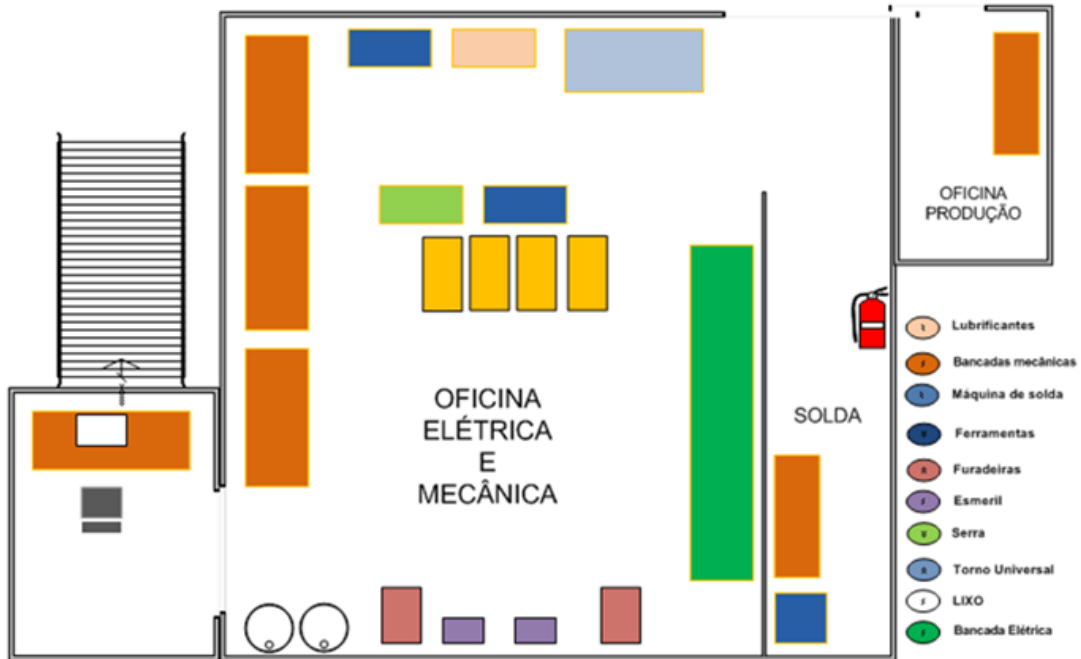 OFICINA
PRODUÇÃO
OFICINA
ELÉTRICA
E
MECÂNICA
SOLDA
Lubrificantes
Bancadas mecânicas
Máquina de solda
Ferramentas
Furadeiras
Esmeril
Serra
Torno Universal
LIXO
Bancada Elétrica